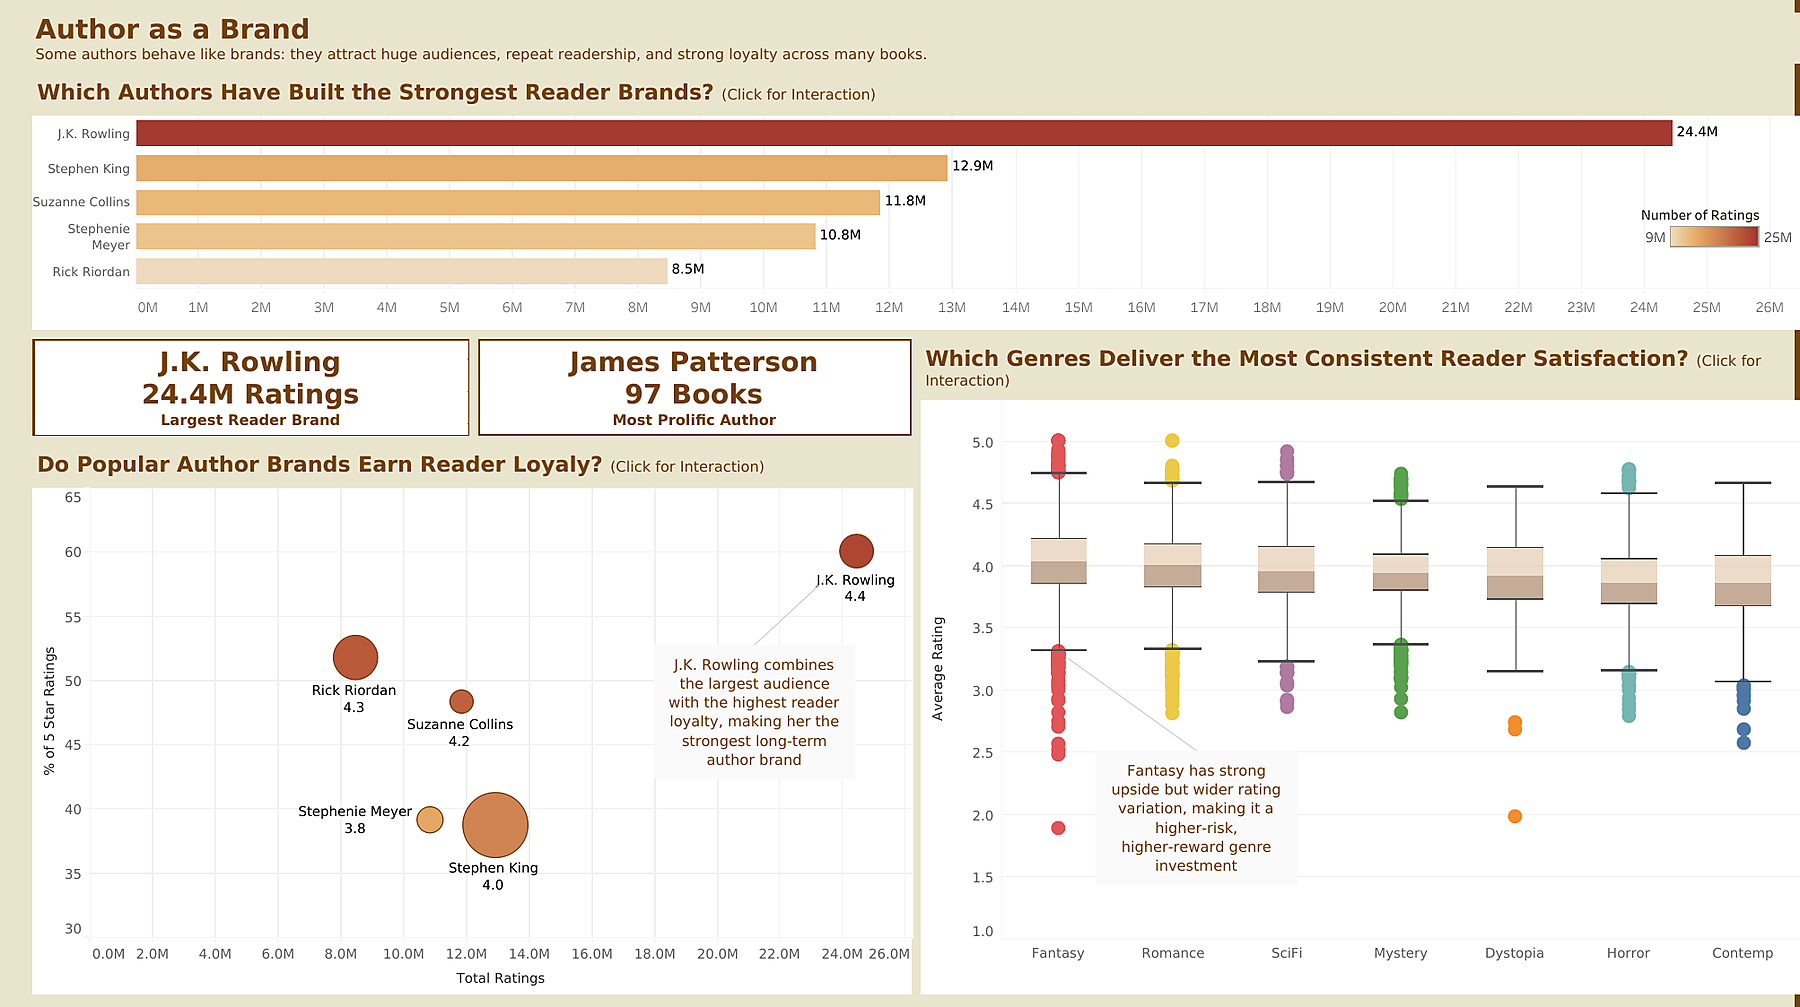 Author as a Brand
Some authors behave like brands: they attract huge audiences, repeat readership, and strong loyalty across many books.
Which Authors Have Built the Strongest Reader Brands? (Click for Interaction)
J.K. Rowling
24.4M
Stephen King
12.9M
Suzanne Collins
11.8M
Stephenie
Meyer
10.8M
Rick Riordan
8.5M
Number of Ratings
9M
25M
0M 1M 2M 3M 4M 5M 6M 7M 8M 9M 10M 11M 12M 13M 14M 15M 16M 17M 18M 19M 20M 21M 22M 23M 24M 25M 26M
J.K. Rowling
24.4M Ratings
Largest Reader Brand
James Patterson
97 Books
Most Prolific Author
Do Popular Author Brands Earn Reader Loyaly? (Click for Interaction)
% of 5 Star Ratings
65
60
55
50
45
40
35
30
J.K. Rowling
4.4
Rick Riordan
4.3
Suzanne Collins
4.2
Stephenie Meyer
3.8
Stephen King
4.0
J.K. Rowling combines
the largest audience
with the highest reader
loyalty, making her the
strongest long-term
author brand
0.0M 2.0M 4.0M 6.0M 8.0M 10.0M 12.0M 14.0M 16.0M 18.0M 20.0M 22.0M 24.0M 26.0M
Total Ratings
Which Genres Deliver the Most Consistent Reader Satisfaction? (Click for
Interaction)
Average Rating
5.0
4.5
4.0
3.5
3.0
2.5
2.0
1.5
1.0
Fantasy has strong
upside but wider rating
variation, making it a
higher-risk,
higher-reward genre
investment
Fantasy Romance SciFi Mystery Dystopia Horror Contemp